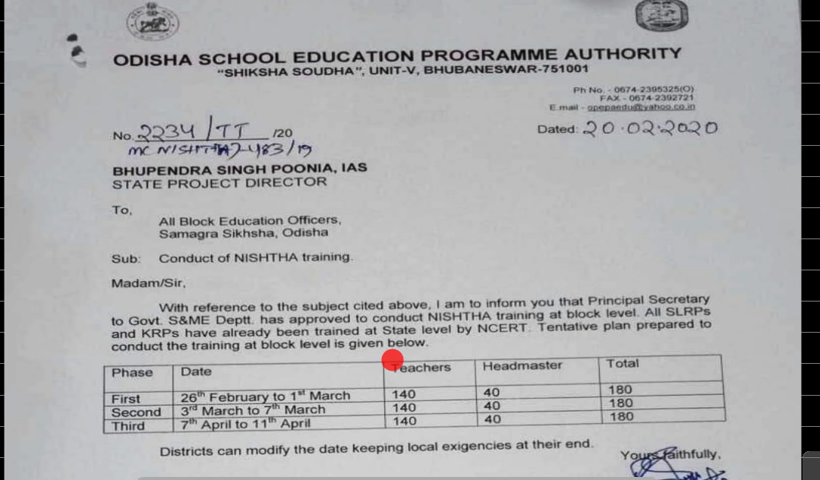 ODISHA SCHOOL EDUCATION PROGRAMME AUTHORITY
"SHIKSHA SOUDHA", UNIT-V, BHUBANESWAR-751001
Ph No. - 0674-2395325(O)
FAX - 0674-2392721
E.mail - opepaedu@yahoo.co.in
No. 2234/TT /20 Dated: 20.02.2020
MC NISHTHA)-483/19
BHUPENDRA SINGH POONIA, IAS
STATE PROJECT DIRECTOR
To,
All Block Education Officers,
Samagra Sikhsha, Odisha
Sub: Conduct of NISHTHA training.
Madam/Sir,
With reference to the subject cited above, I am to inform you that Principal Secretary
to Govt. S&ME Deptt. has approved to conduct NISHTHA training at block level. All SLRPs
and KRPs have already been trained at State level by NCERT. Tentative plan prepared to
conduct the training at block level is given below.
Phase Date Teachers Headmaster Total
First 26th February to 1st March 140 40 180
Second 3rd March to 7th March 140 40 180
Third 7th April to 11th April 140 40 180
Districts can modify the date keeping local exigencies at their end.
Yours faithfully,